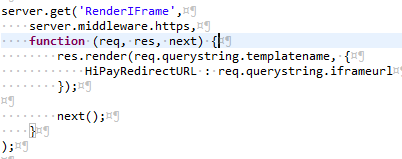 server.get('RenderIFrame',
    server.middleware.https,
    function (req, res, next) {
        res.render(req.querystring.templatename, {
            HiPayRedirectURL : req.querystring.iframeurl
        });

        next();
    }
);